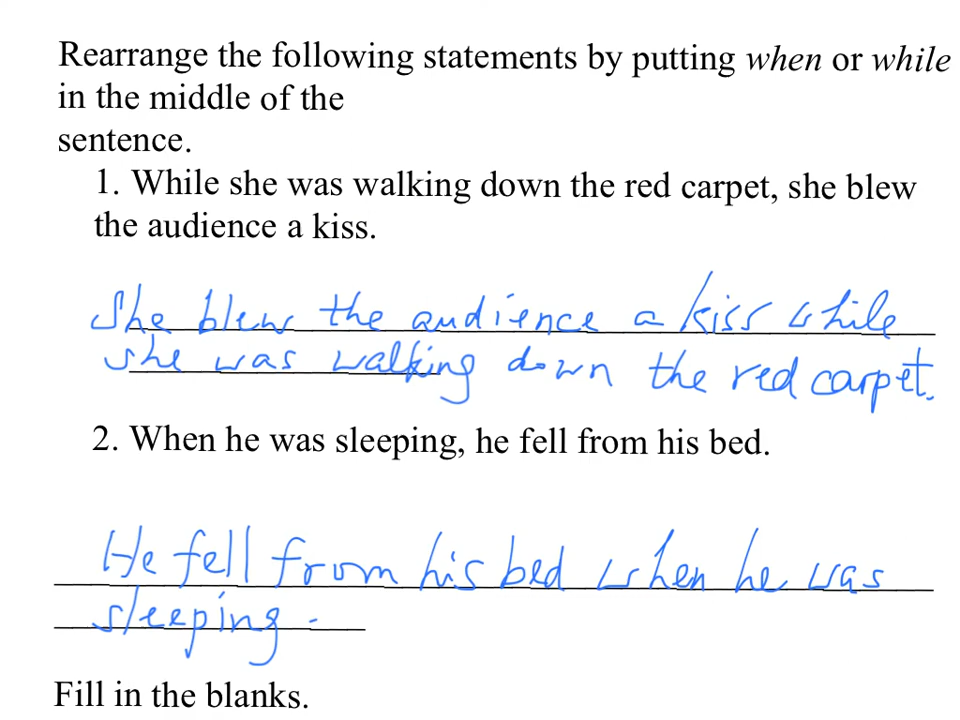 Rearrange the following statements by putting when or while
in the middle of the
sentence.
1. While she was walking down the red carpet, she blew
the audience a kiss.
She blew the audience a kiss while
she was walking down the red carpet.
2. When he was sleeping, he fell from his bed.
He fell from his bed when he was
sleeping.
Fill in the blanks.